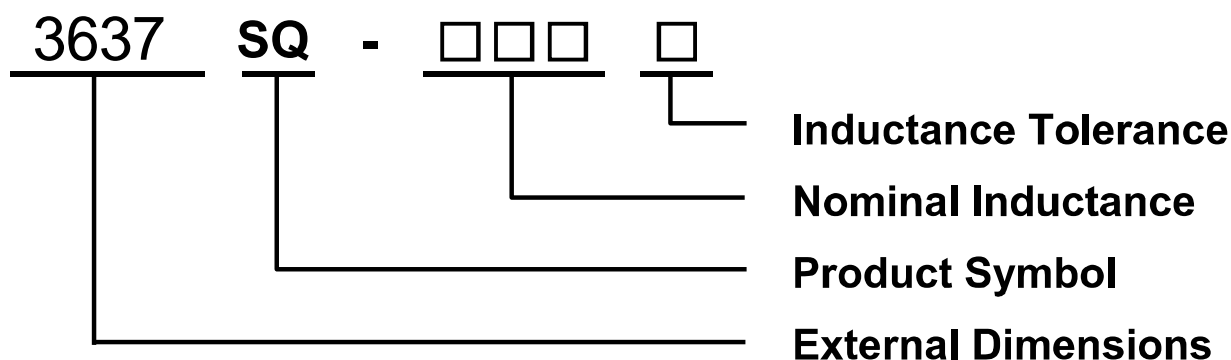 3637 SQ - □□□ □
Inductance Tolerance
Nominal Inductance
Product Symbol
External Dimensions